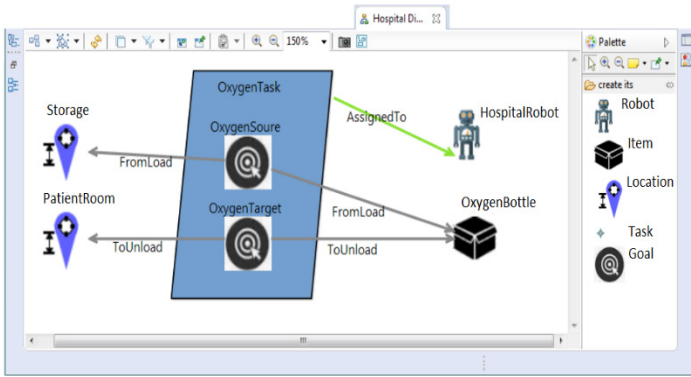 Hospital Di...
150%
Palette
create its
Robot
Item
Location
Task
Goal
OxygenTask
Storage
OxygenSoure
AssignedTo
HospitalRobot
FromLoad
PatientRoom
OxygenTarget
FromLoad
OxygenBottle
ToUnload
ToUnload